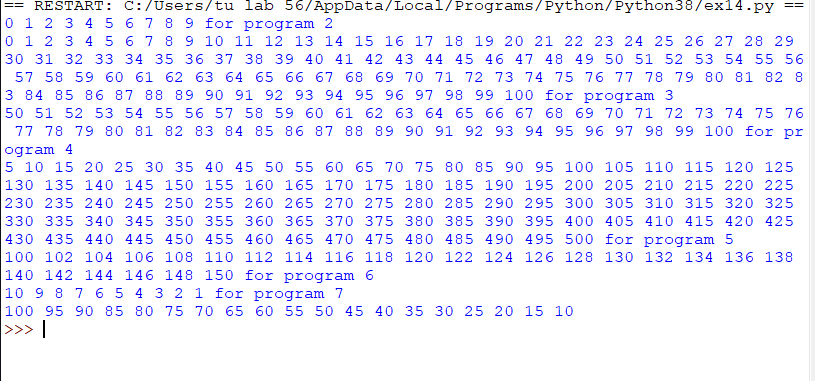 == RESTART: C:/Users/tu lab 56/AppData/Local/Programs/Python/Python38/ex14.py ==
0 1 2 3 4 5 6 7 8 9 for program 2
0 1 2 3 4 5 6 7 8 9 10 11 12 13 14 15 16 17 18 19 20 21 22 23 24 25 26 27 28 29
30 31 32 33 34 35 36 37 38 39 40 41 42 43 44 45 46 47 48 49 50 51 52 53 54 55 56
57 58 59 60 61 62 63 64 65 66 67 68 69 70 71 72 73 74 75 76 77 78 79 80 81 82 8
3 84 85 86 87 88 89 90 91 92 93 94 95 96 97 98 99 100 for program 3
50 51 52 53 54 55 56 57 58 59 60 61 62 63 64 65 66 67 68 69 70 71 72 73 74 75 76
77 78 79 80 81 82 83 84 85 86 87 88 89 90 91 92 93 94 95 96 97 98 99 100 for pr
ogram 4
5 10 15 20 25 30 35 40 45 50 55 60 65 70 75 80 85 90 95 100 105 110 115 120 125
130 135 140 145 150 155 160 165 170 175 180 185 190 195 200 205 210 215 220 225
230 235 240 245 250 255 260 265 270 275 280 285 290 295 300 305 310 315 320 325
330 335 340 345 350 355 360 365 370 375 380 385 390 395 400 405 410 415 420 425
430 435 440 445 450 455 460 465 470 475 480 485 490 495 500 for program 5
100 102 104 106 108 110 112 114 116 118 120 122 124 126 128 130 132 134 136 138
140 142 144 146 148 150 for program 6
10 9 8 7 6 5 4 3 2 1 for program 7
100 95 90 85 80 75 70 65 60 55 50 45 40 35 30 25 20 15 10
>>>